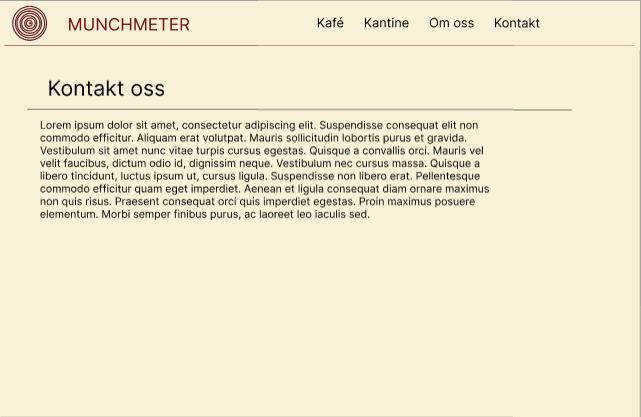 MUNCHMETER
Kafé Kantine Om oss Kontakt
Kontakt oss
Lorem ipsum dolor sit amet, consectetur adipiscing elit. Suspendisse consequat elit non
commodo efficitur. Aliquam erat volutpat. Mauris sollicitudin lobortis purus et gravida.
Vestibulum sit amet nunc vitae turpis cursus egestas. Quisque a convallis orci. Mauris vel
velit faucibus, dictum odio id, dignissim neque. Vestibulum nec cursus massa. Quisque a
libero tincidunt, luctus ipsum ut, cursus ligula. Suspendisse non libero erat. Pellentesque
commodo efficitur quam eget imperdiet. Aenean et ligula consequat diam ornare maximus
non quis risus. Praesent consequat orci quis imperdiet egestas. Proin maximus posuere
elementum. Morbi semper finibus purus, ac laoreet leo iaculis sed.